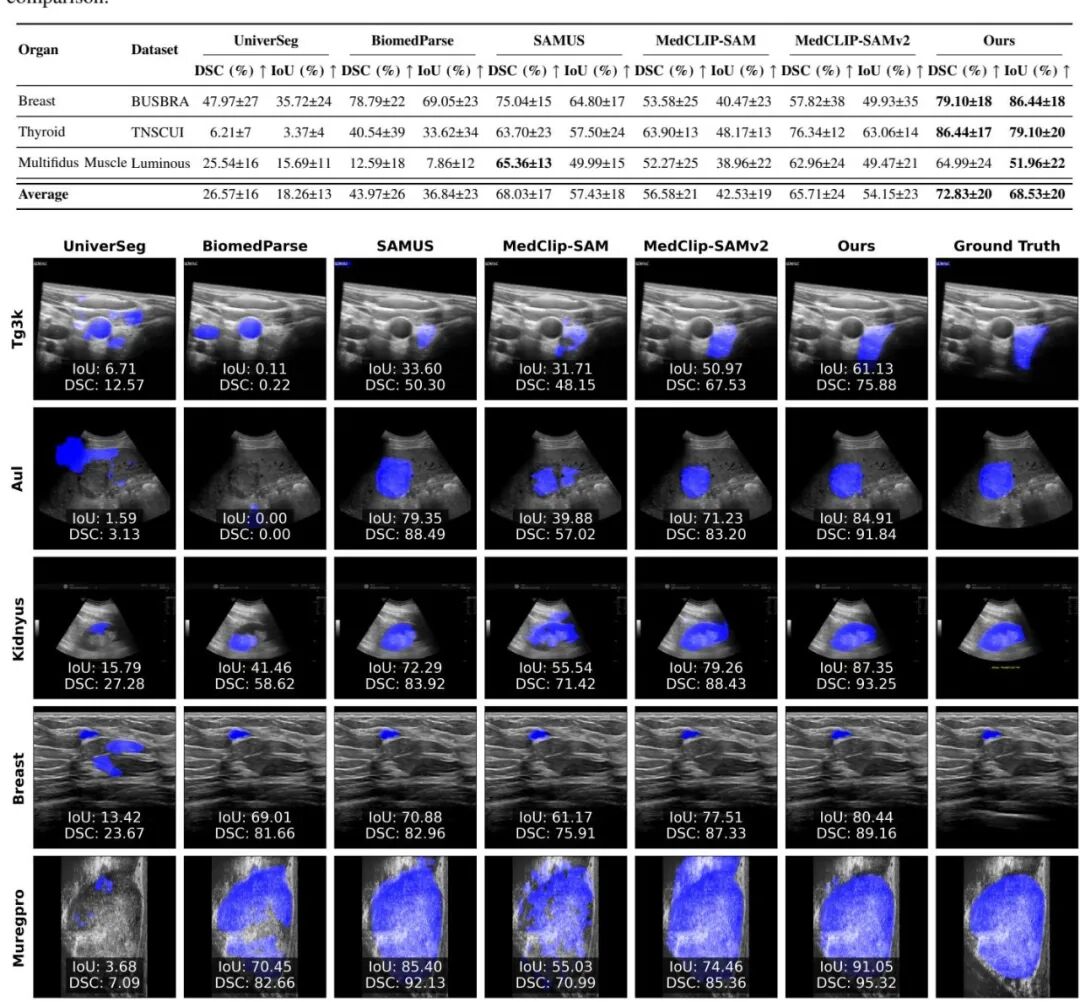 comparison.
Organ Dataset UniverSeg BiomedParse SAMUS MedCLIP-SAM MedCLIP-SAMv2 Ours
DSC (%) ↑ IoU (%) ↑ DSC (%) ↑ IoU (%) ↑ DSC (%) ↑ IoU (%) ↑ DSC (%) ↑ IoU (%) ↑ DSC (%) ↑ IoU (%) ↑ DSC (%) ↑ IoU (%) ↑
Breast BUSBRA 47.97±27 35.72±24 78.79±22 69.05±23 75.04±15 64.80±17 53.58±25 40.47±23 57.82±38 49.93±35 79.10±18 86.44±18
Thyroid TNSCUI 6.21±7 3.37±4 40.54±39 33.62±34 63.70±23 57.50±24 63.90±13 48.17±13 76.34±12 63.06±14 86.44±17 79.10±20
Multifidus Muscle Luminous 25.54±16 15.69±11 12.59±18 7.86±12 65.36±13 49.99±15 52.27±25 38.96±22 62.96±24 49.47±21 64.99±24 51.96±22
Average 26.57±16 18.26±13 43.97±26 36.84±23 68.03±17 57.43±18 56.58±21 42.53±19 65.71±24 54.15±23 72.83±20 68.53±20
UniverSeg BiomedParse SAMUS MedClip-SAM MedClip-SAMv2 Ours Ground Truth
Tg3k
IoU: 6.71 IoU: 0.11 IoU: 33.60 IoU: 31.71 IoU: 50.97 IoU: 61.13
DSC: 12.57 DSC: 0.22 DSC: 50.30 DSC: 48.15 DSC: 67.53 DSC: 75.88
Aul
IoU: 1.59 IoU: 0.00 IoU: 79.35 IoU: 39.88 IoU: 71.23 IoU: 84.91
DSC: 3.13 DSC: 0.00 DSC: 88.49 DSC: 57.02 DSC: 83.20 DSC: 91.84
Kidnyus
IoU: 15.79 IoU: 41.46 IoU: 72.29 IoU: 55.54 IoU: 79.26 IoU: 87.35
DSC: 27.28 DSC: 58.62 DSC: 83.92 DSC: 71.42 DSC: 88.43 DSC: 93.25
Breast
IoU: 13.42 IoU: 69.01 IoU: 70.88 IoU: 61.17 IoU: 77.51 IoU: 80.44
DSC: 23.67 DSC: 81.66 DSC: 82.96 DSC: 75.91 DSC: 87.33 DSC: 89.16
Muregpro
IoU: 3.68 IoU: 70.45 IoU: 85.40 IoU: 55.03 IoU: 74.46 IoU: 91.05
DSC: 7.09 DSC: 82.66 DSC: 92.13 DSC: 70.99 DSC: 85.36 DSC: 95.32